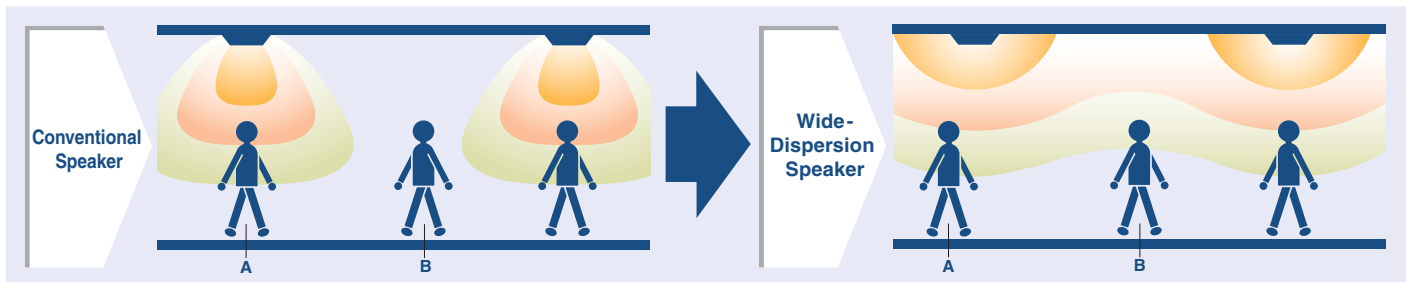 Conventional
Speaker
A
B
Wide-
Dispersion
Speaker
A
B